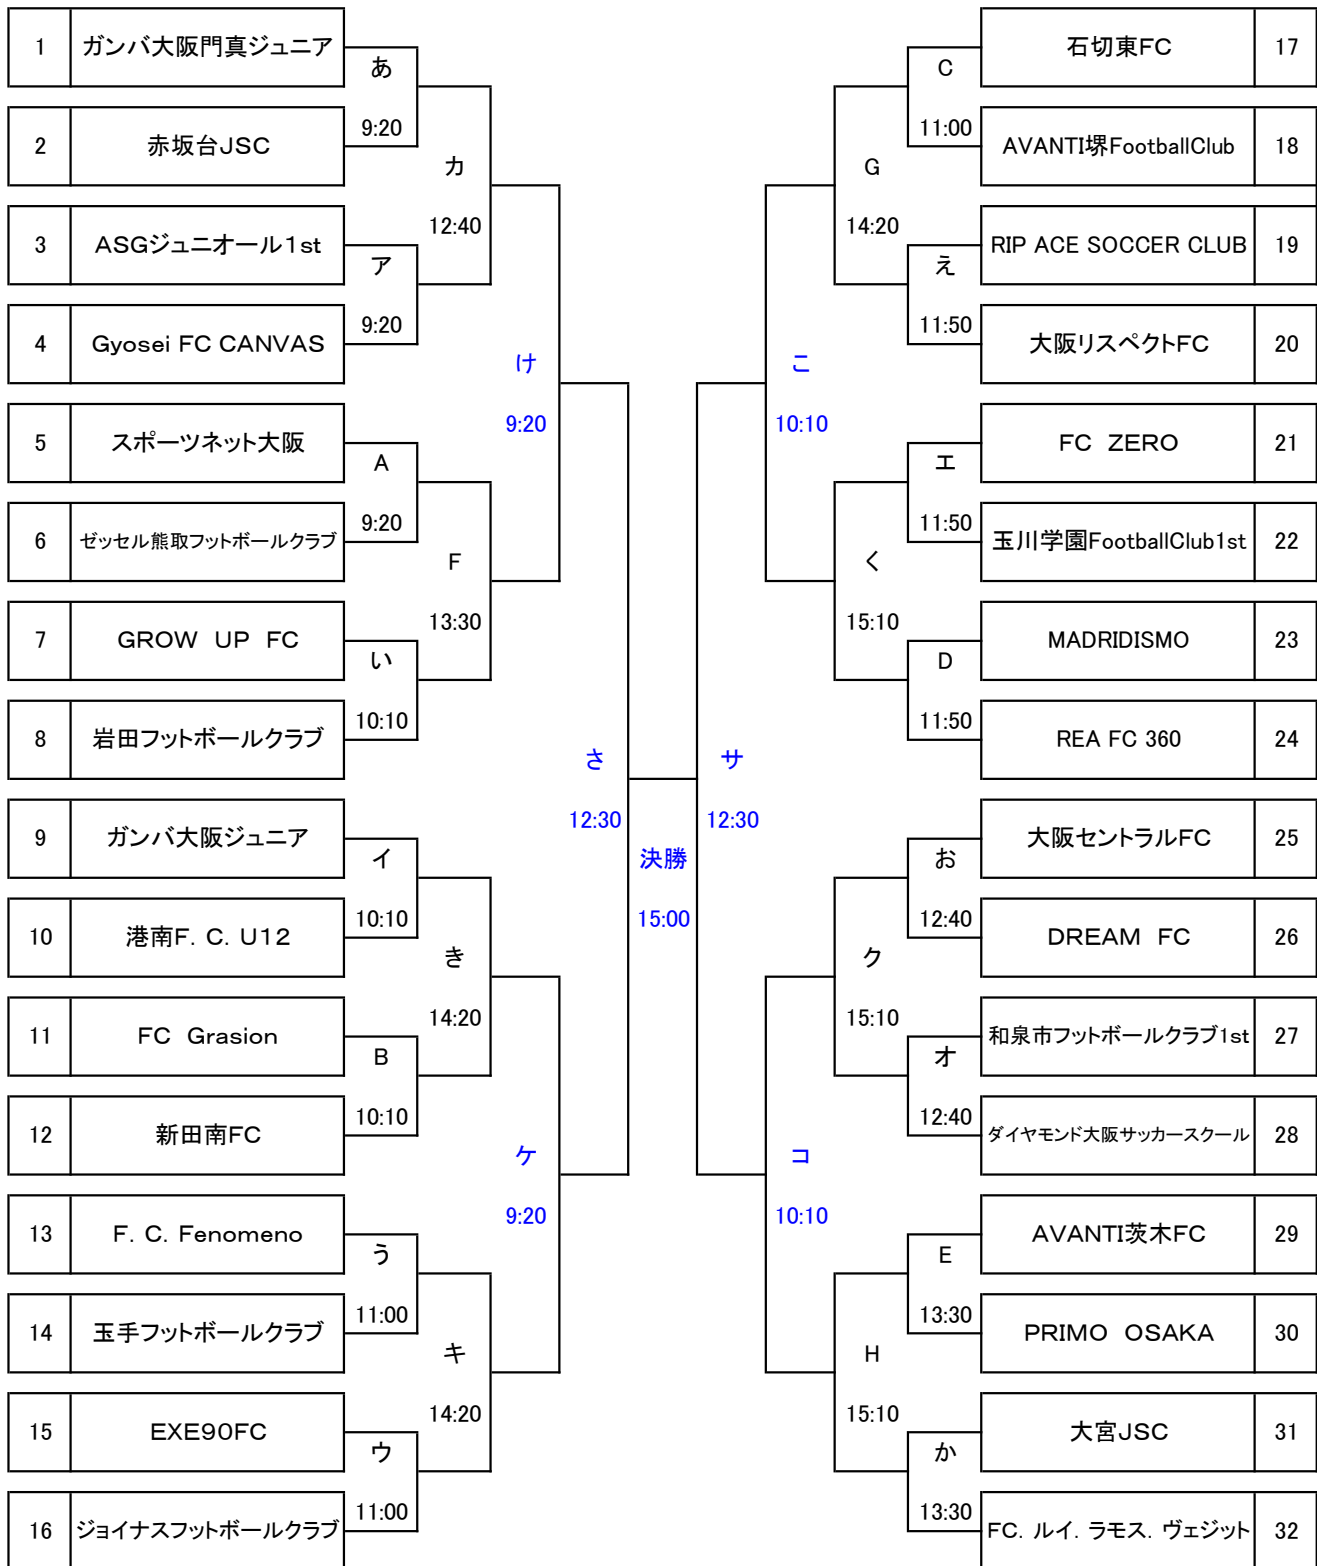 1 ガンバ大阪門真ジュニア
あ
9:20
2 赤坂台JSC
カ
12:40
3 ASGジュニオール1st
ア
9:20
4 Gyosei FC CANVAS
け
9:20
5 スポーツネット大阪
A
9:20
6 ゼッセル熊取フットボールクラブ
F
13:30
7 GROW UP FC
い
10:10
8 岩田フットボールクラブ
さ
12:30
9 ガンバ大阪ジュニア
イ
10:10
10 港南F.C.U12
き
14:20
11 FC Grasion
B
10:10
12 新田南FC
ケ
9:20
13 F.C.Fenomeno
う
11:00
14 玉手フットボールクラブ
キ
14:20
15 EXE90FC
ウ
11:00
16 ジョイナスフットボールクラブ
決勝
15:00
石切東FC 17
C
11:00
AVANTI堺FootballClub 18
G
14:20
RIP ACE SOCCER CLUB 19
え
11:50
大阪リスペクトFC 20
こ
10:10
FC ZERO 21
エ
11:50
玉川学園FootballClub1st 22
く
15:10
MADRIDISMO 23
D
11:50
REA FC 360 24
サ
12:30
大阪セントラルFC 25
お
12:40
DREAM FC 26
ク
15:10
和泉市フットボールクラブ1st 27
オ
12:40
ダイヤモンド大阪サッカースクール 28
コ
10:10
AVANTI茨木FC 29
E
13:30
PRIMO OSAKA 30
H
15:10
大宮JSC 31
か
13:30
FC.ルイ.ラモス.ヴェジット 32